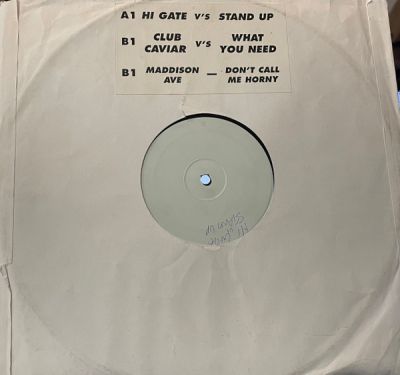 A1 HI GATE V'S STAND UP
B1 CLUB CAVIAR V'S WHAT YOU NEED
B1 MADDISON AVE — DON'T CALL ME HORNY